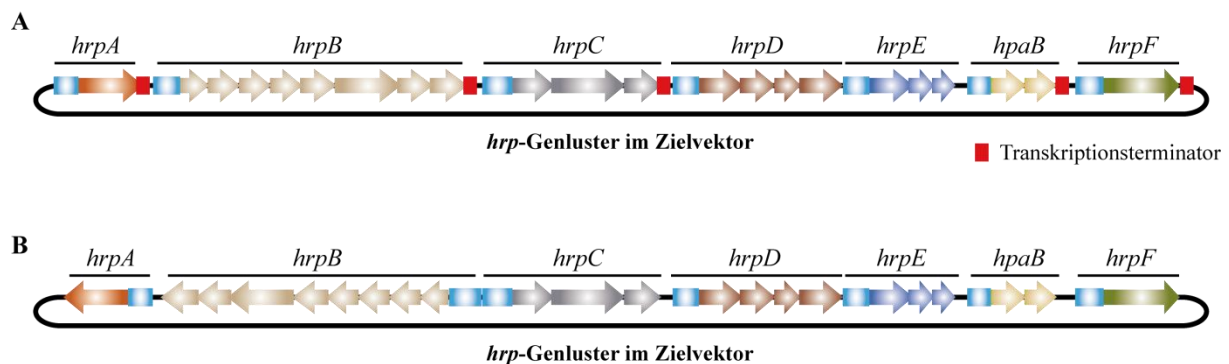 A
hrpA hrpB hrpC hrpD hrpE hpaB hrpF
hrp-Genluster im Zielvektor
Transkriptionsterminator
B
hrpA hrpB hrpC hrpD hrpE hpaB hrpF
hrp-Genluster im Zielvektor